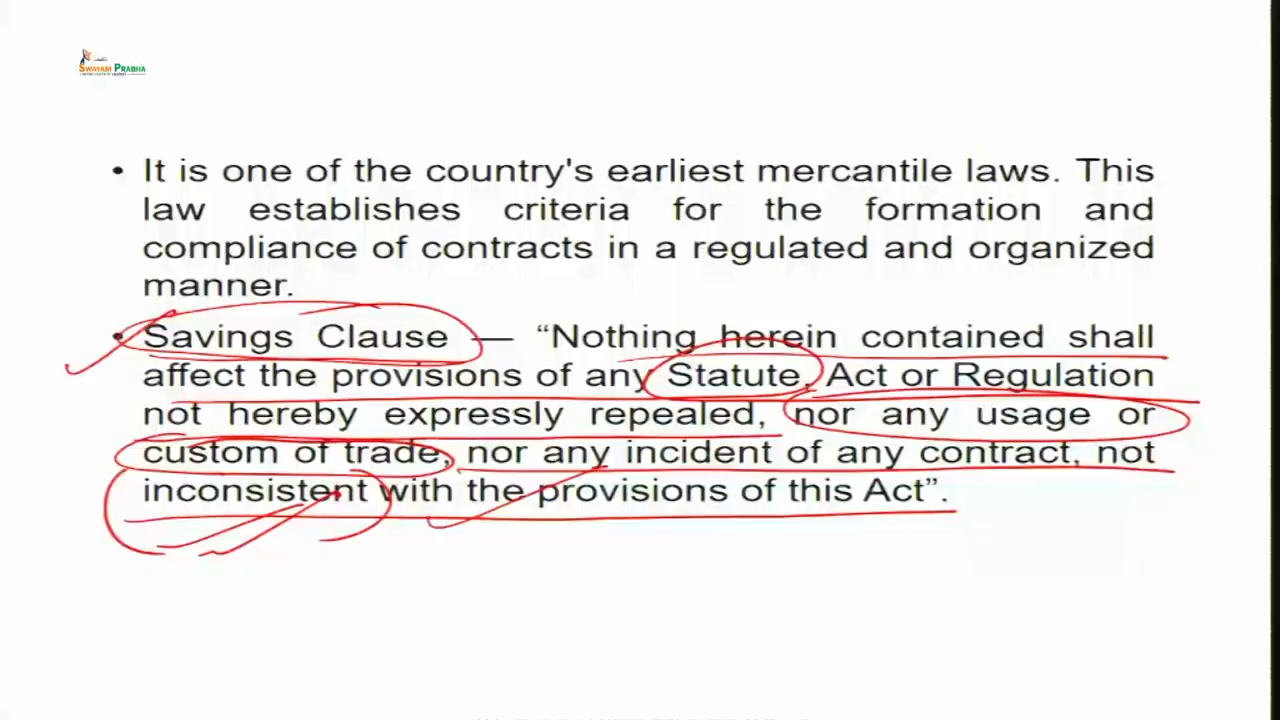 SWAYAM PRABHA
• It is one of the country's earliest mercantile laws. This
law establishes criteria for the formation and
compliance of contracts in a regulated and organized
manner.
• Savings Clause — “Nothing herein contained shall
affect the provisions of any Statute, Act or Regulation
not hereby expressly repealed, nor any usage or
custom of trade, nor any incident of any contract, not
inconsistent with the provisions of this Act”.